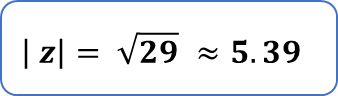 | z| = √29 ≈ 5.39